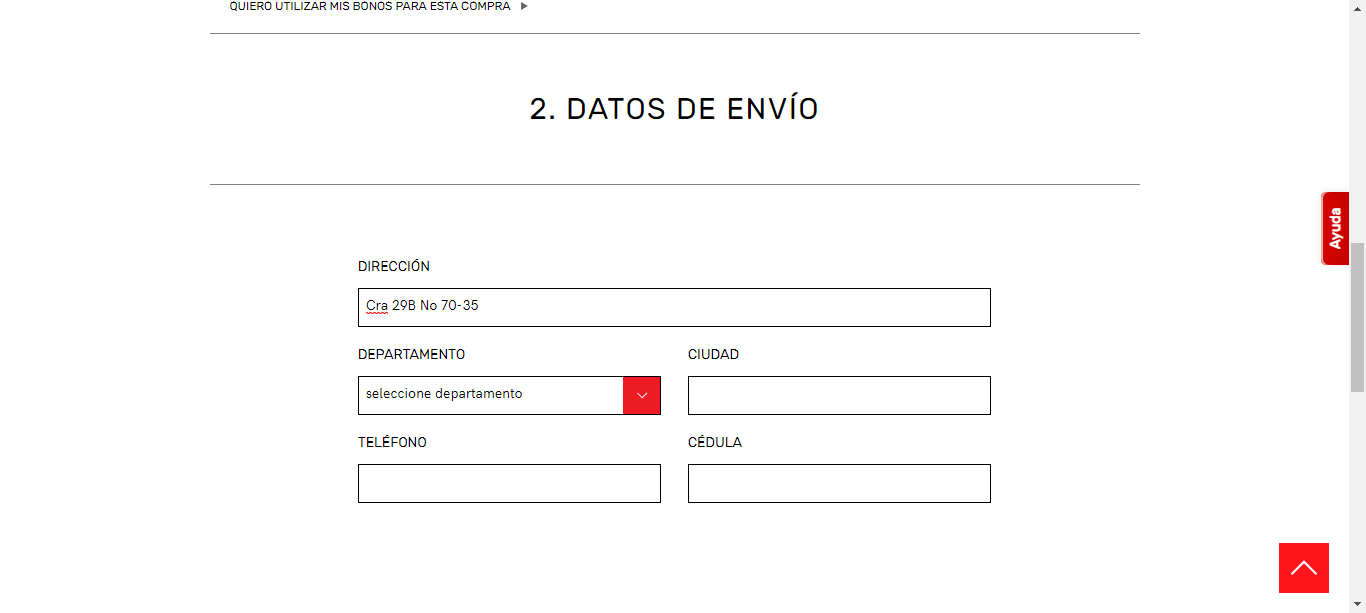 QUIERO UTILIZAR MIS BONOS PARA ESTA COMPRA
2. DATOS DE ENVÍO
Ayuda
DIRECCIÓN
Cra 29B No 70-35
DEPARTAMENTO
CIUDAD
seleccione departamento
TELÉFONO
CÉDULA